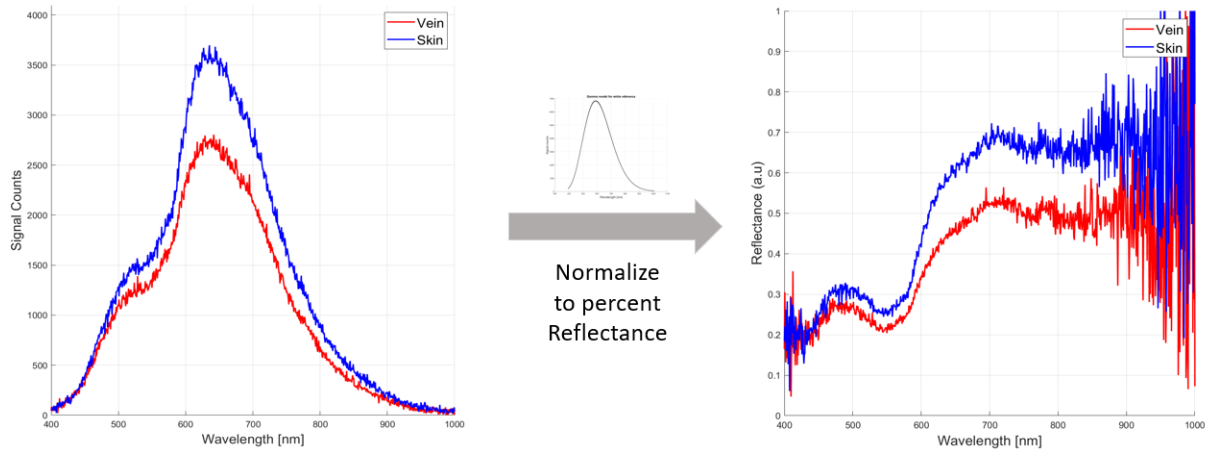 4000
3500
3000
2500
2000
1500
1000
500
0
Signal Counts
400 500 600 700 800 900 1000
Wavelength [nm]
Vein
Skin
Normalize
to percent
Reflectance
1
0.9
0.8
0.7
0.6
0.5
0.4
0.3
0.2
0.1
0
Reflectance (a.u)
400 500 600 700 800 900 1000
Wavelength [nm]
Vein
Skin